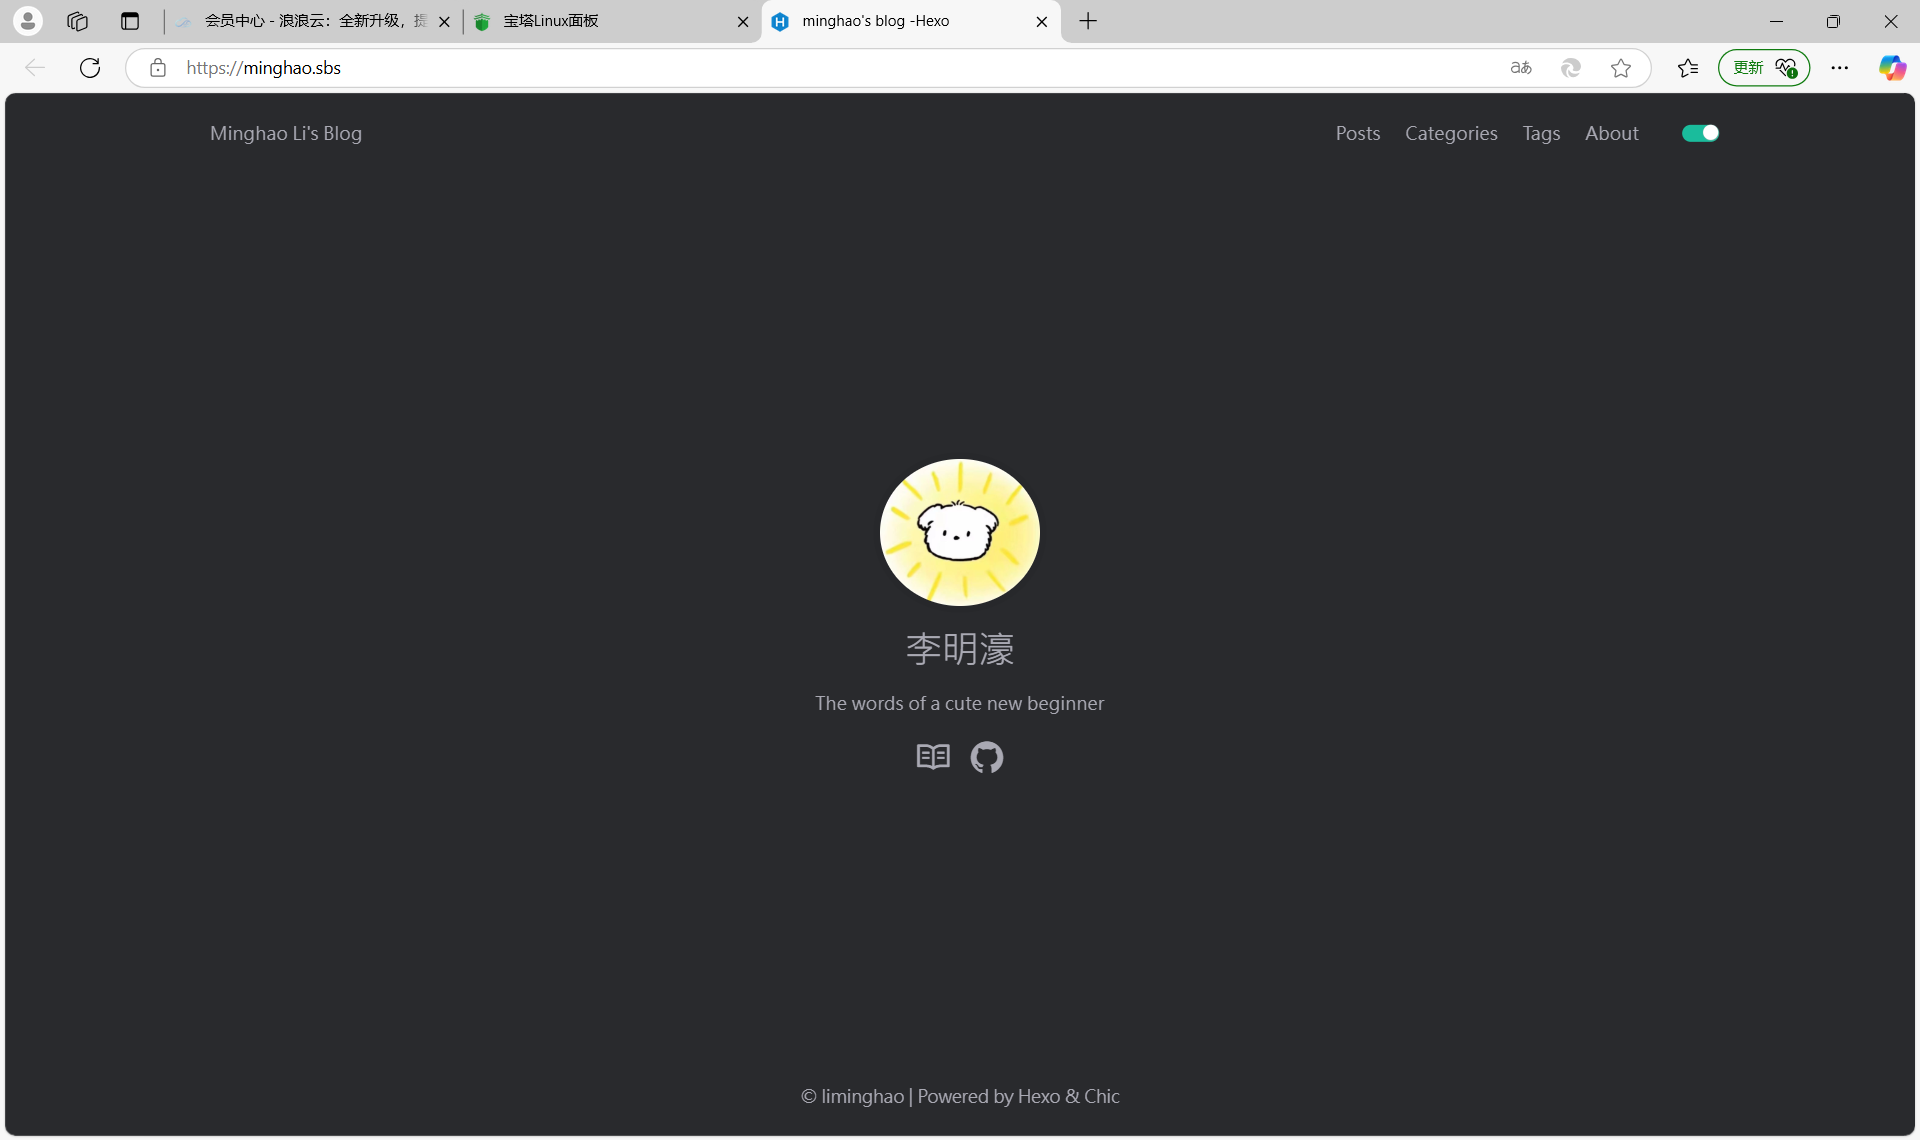 会员中心 - 浪浪云：全新升级，提
宝塔Linux面板
minghao's blog -Hexo
https://minghao.sbs
更新
Minghao Li's Blog
Posts
Categories
Tags
About
李明濠
The words of a cute new beginner
© liminghao | Powered by Hexo & Chic